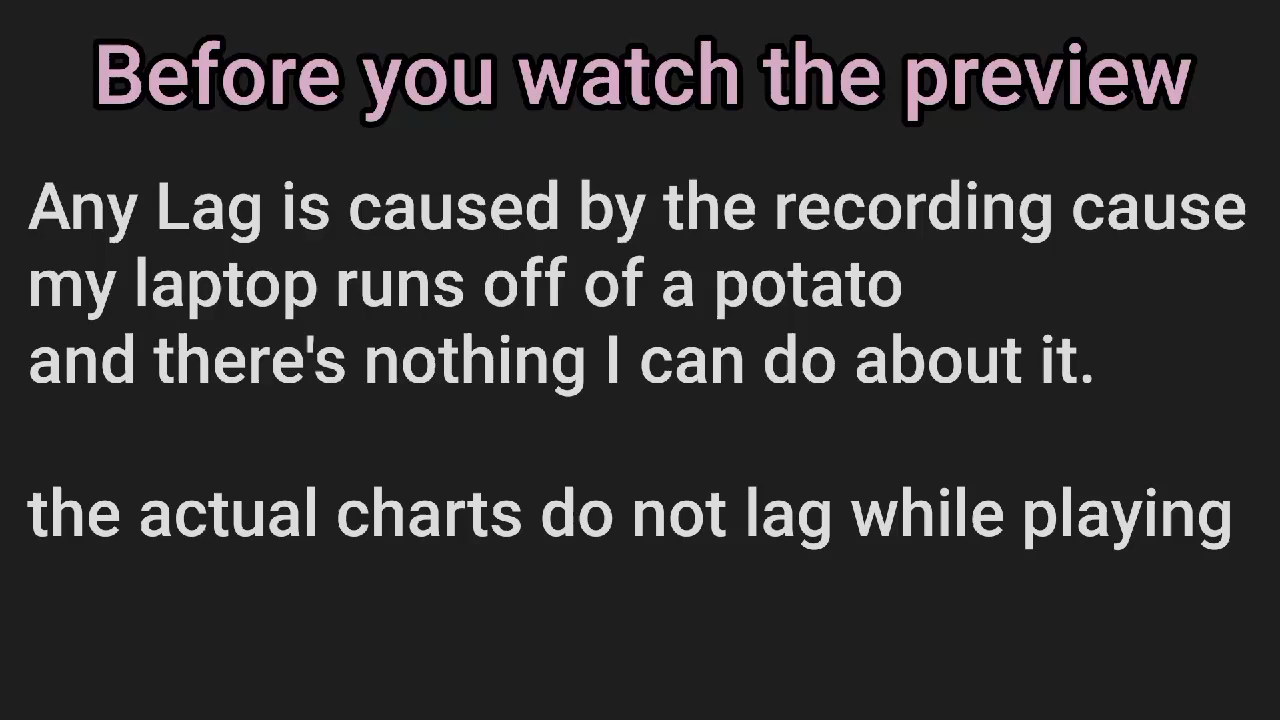 Before you watch the preview
Any Lag is caused by the recording cause
my laptop runs off of a potato
and there's nothing I can do about it.
the actual charts do not lag while playing